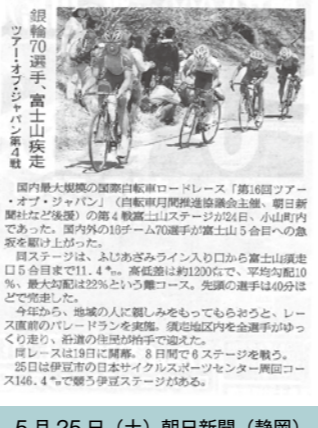 銀輪70選手、富士山疾走
ツアー・オブ・ジャパン第4戦
国内最大規模の国際自転車ロードレース「第16回ツアー
・オブ・ジャパン」（自転車月間推進協議会主催、朝日新
聞社など後援）の第4戦富士山ステージが24日、小山町内
であった。国内外の16チーム70選手が富士山5合目への急
坂を駆け上がった。
同ステージは、ふじあざみライン入り口から富士山須走
口5合目まで11.4㌔。高低差は約1200㍍で、平均勾配10
％、最大勾配は22％という難コース。先頭の選手は40分ほ
どで完走した。
今年から、地域の人に親しみをもってもらおうと、レー
ス直前のパレードランを実施。須走地区内を全選手がゆっ
くり走り、沿道の住民が拍手で迎えた。
同レースは19日に開幕。8日間で6ステージを戦う。
25日は伊豆市の日本サイクルスポーツセンター周回コー
ス146.4㌔で競う伊豆ステージがある。
5月25日（土）朝日新聞（静岡）